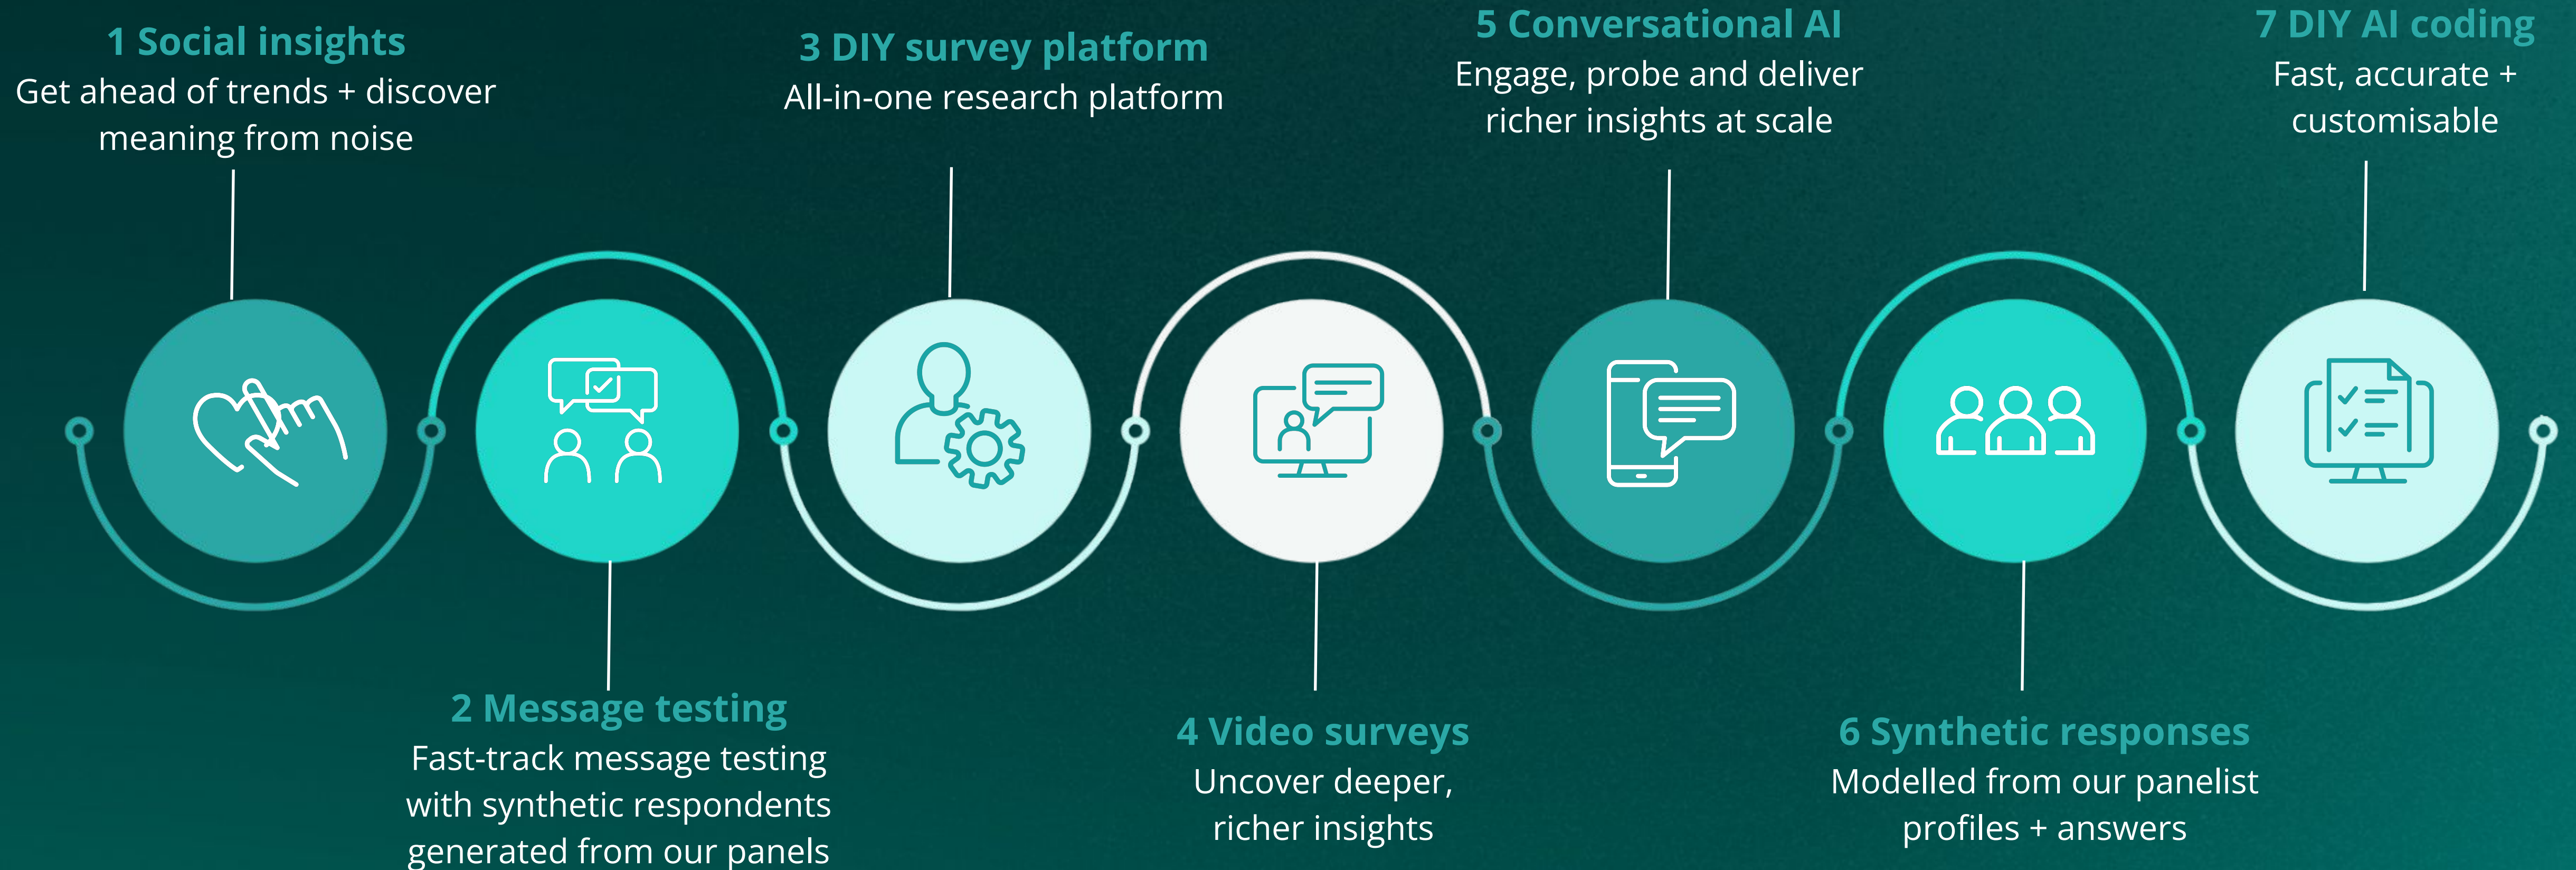 1 Social insights
Get ahead of trends + discover
meaning from noise
2 Message testing
Fast-track message testing
with synthetic respondents
generated from our panels
3 DIY survey platform
All-in-one research platform
4 Video surveys
Uncover deeper,
richer insights
5 Conversational AI
Engage, probe and deliver
richer insights at scale
6 Synthetic responses
Modelled from our panelist
profiles + answers
7 DIY AI coding
Fast, accurate +
customisable